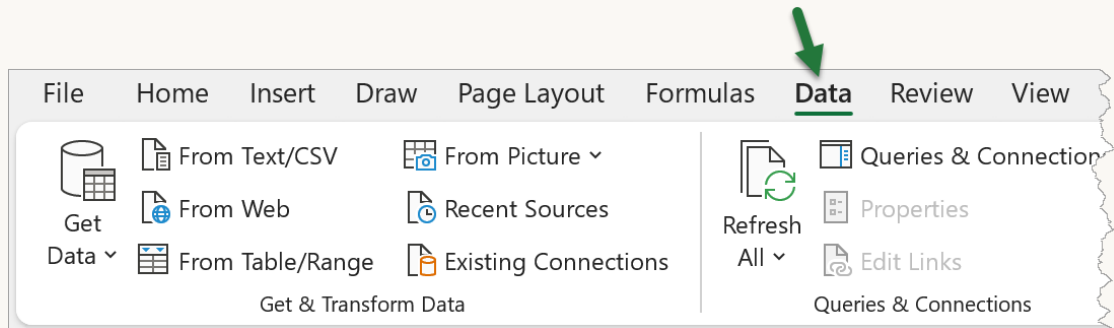 File Home Insert Draw Page Layout Formulas Data Review View
From Text/CSV
From Web
From Table/Range
Get
Data
From Picture
Recent Sources
Existing Connections
Get & Transform Data
Refresh
All
Queries & Connection
Properties
Edit Links
Queries & Connections